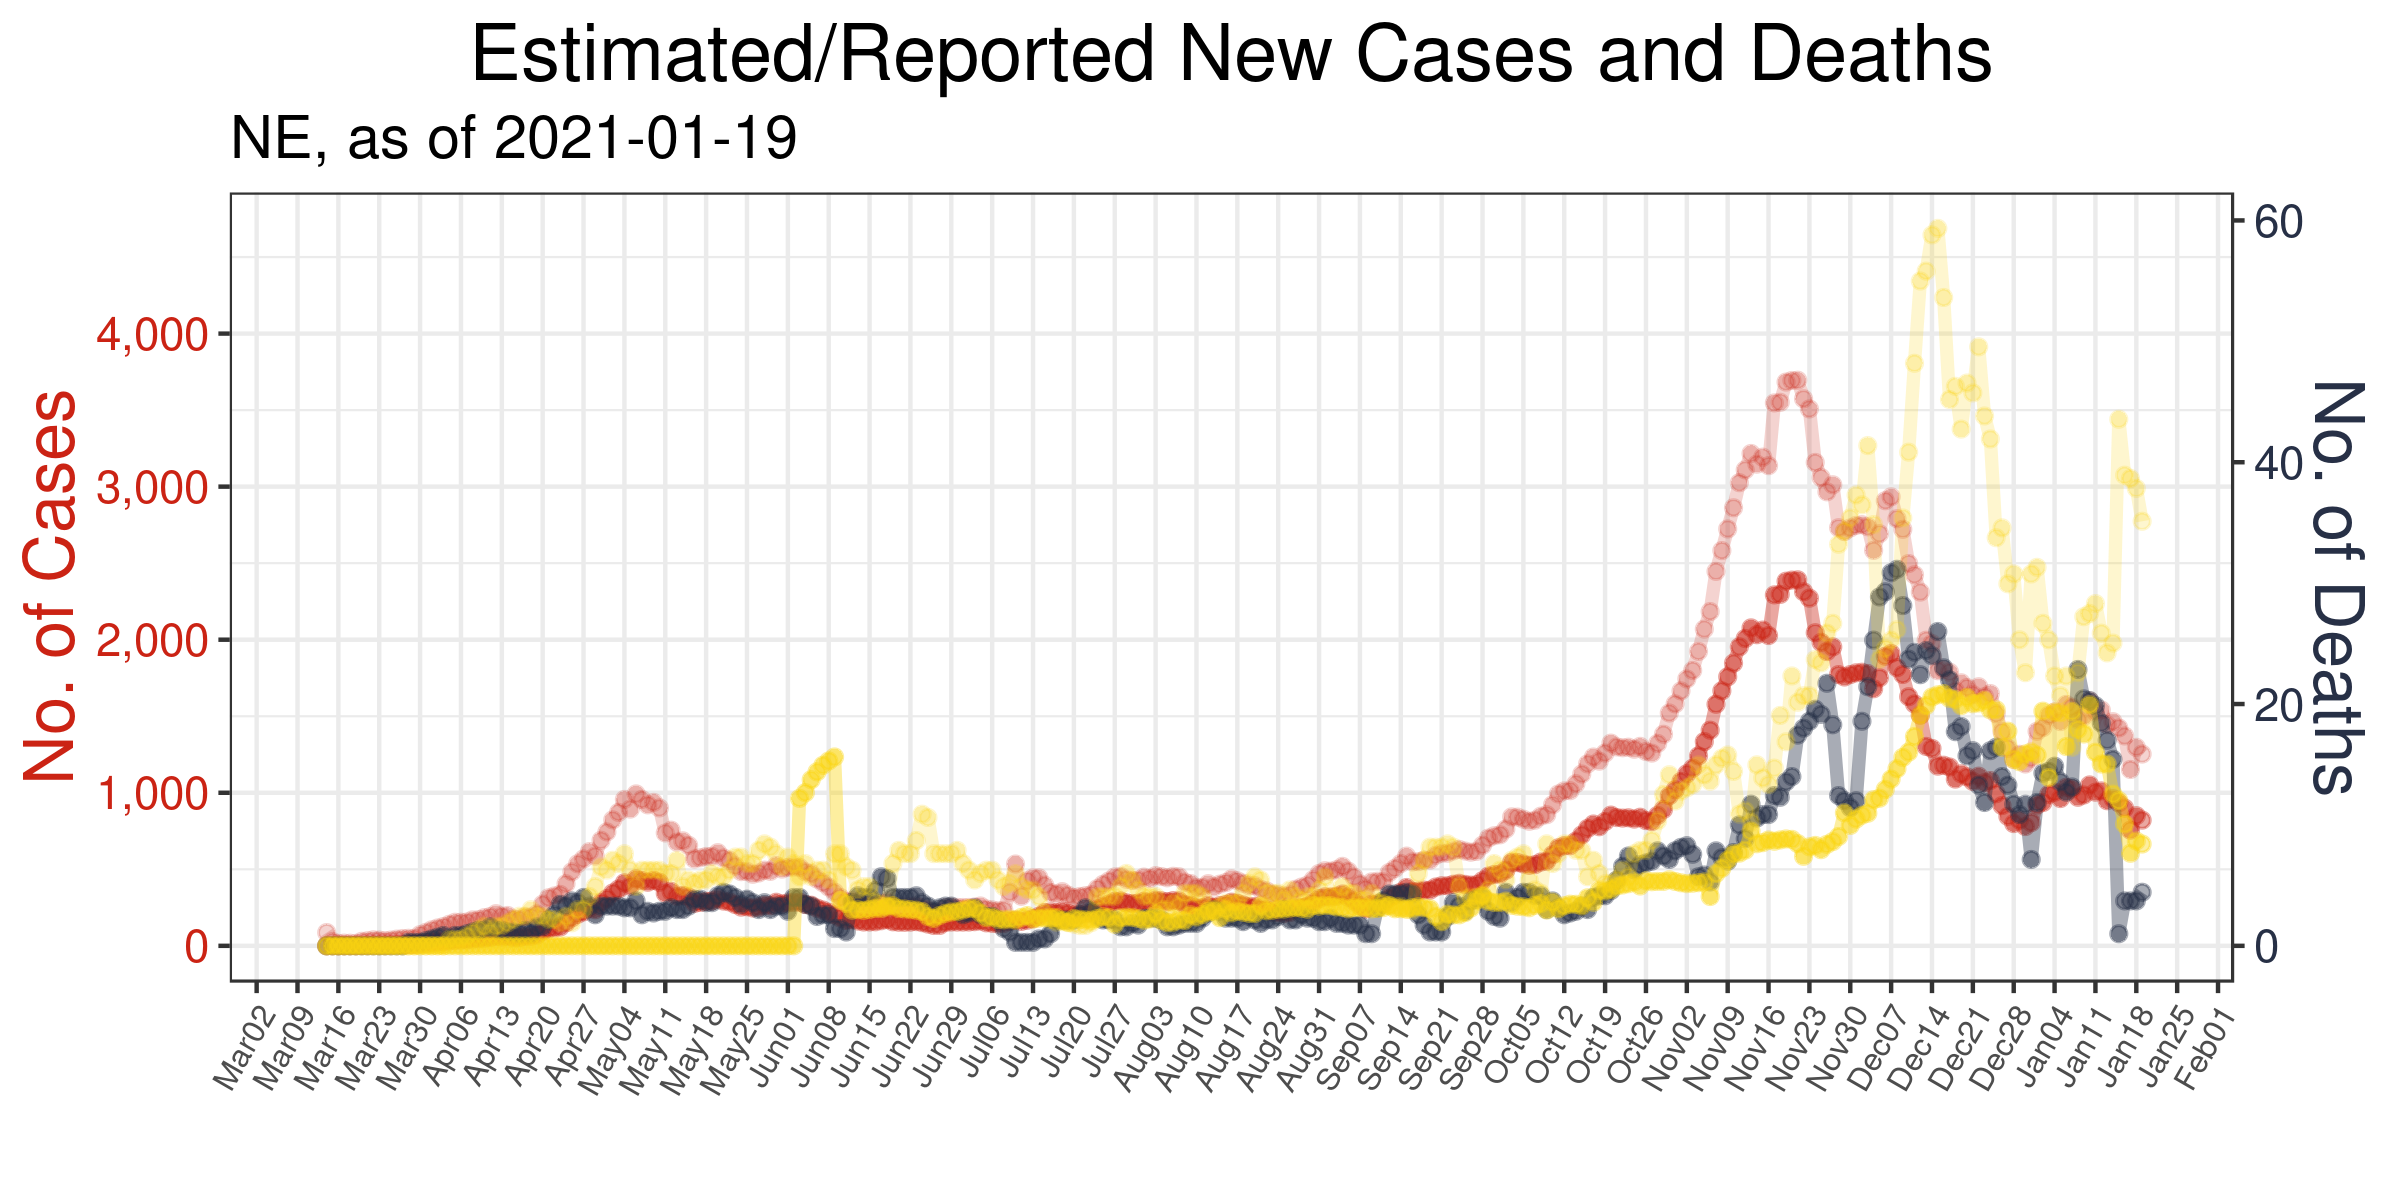 Estimated/Reported New Cases and Deaths
NE, as of 2021-01-19
No. of Cases
4,000
3,000
2,000
1,000
0
60
40
20
0
No. of Deaths
Mar02 Mar09 Mar16 Mar23 Mar30 Apr06 Apr13 Apr20 Apr27 May04 May11 May18 May25 Jun01 Jun08 Jun15 Jun22 Jun29 Jul06 Jul13 Jul20 Jul27 Aug03 Aug10 Aug17 Aug24 Aug31 Sep07 Sep14 Sep21 Sep28 Oct05 Oct12 Oct19 Oct26 Nov02 Nov09 Nov16 Nov23 Nov30 Dec07 Dec14 Dec21 Dec28 Jan04 Jan11 Jan18 Jan25 Feb01